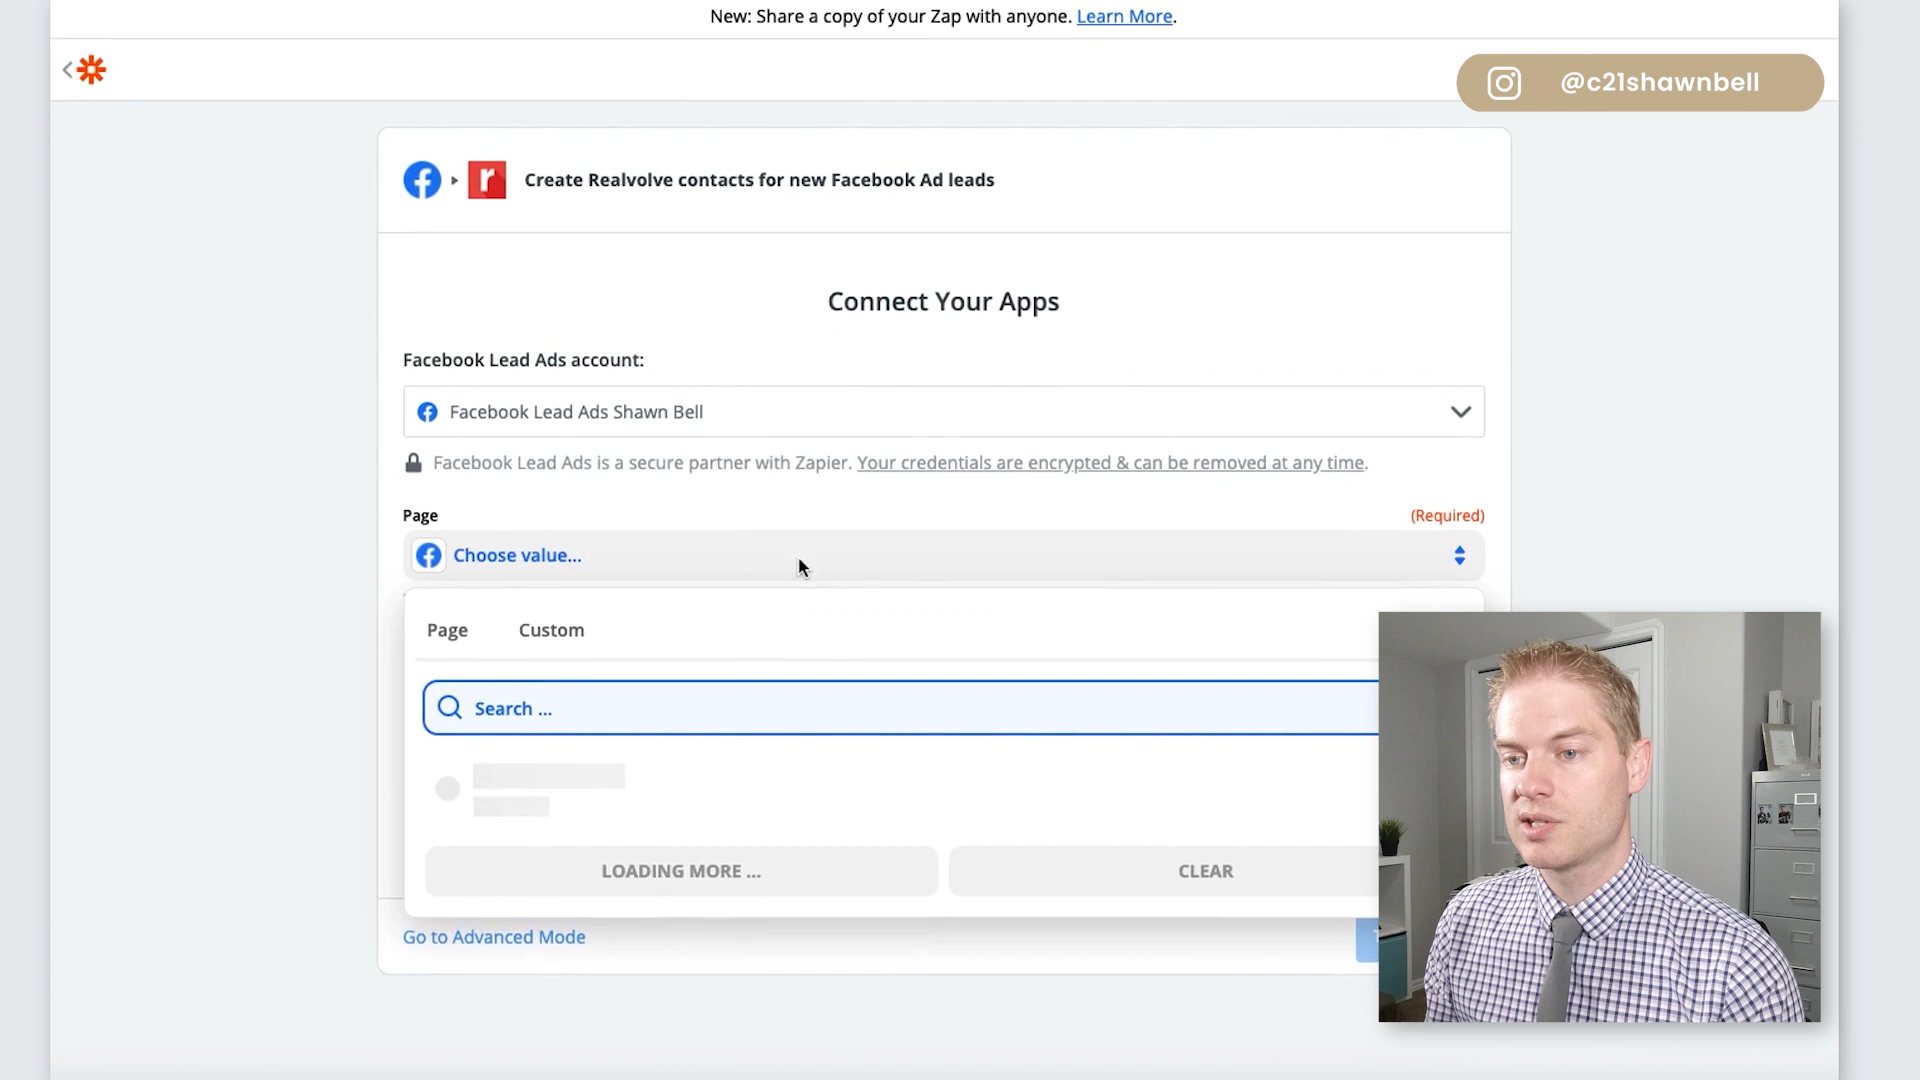 New: Share a copy of your Zap with anyone. Learn More.
@c21shawnbell
Create Realvolve contacts for new Facebook Ad leads
Connect Your Apps
Facebook Lead Ads account:
Facebook Lead Ads Shawn Bell
Facebook Lead Ads is a secure partner with Zapier. Your credentials are encrypted & can be removed at any time.
Page (Required)
Choose value...
Page Custom
Search ...
LOADING MORE ... CLEAR
Go to Advanced Mode